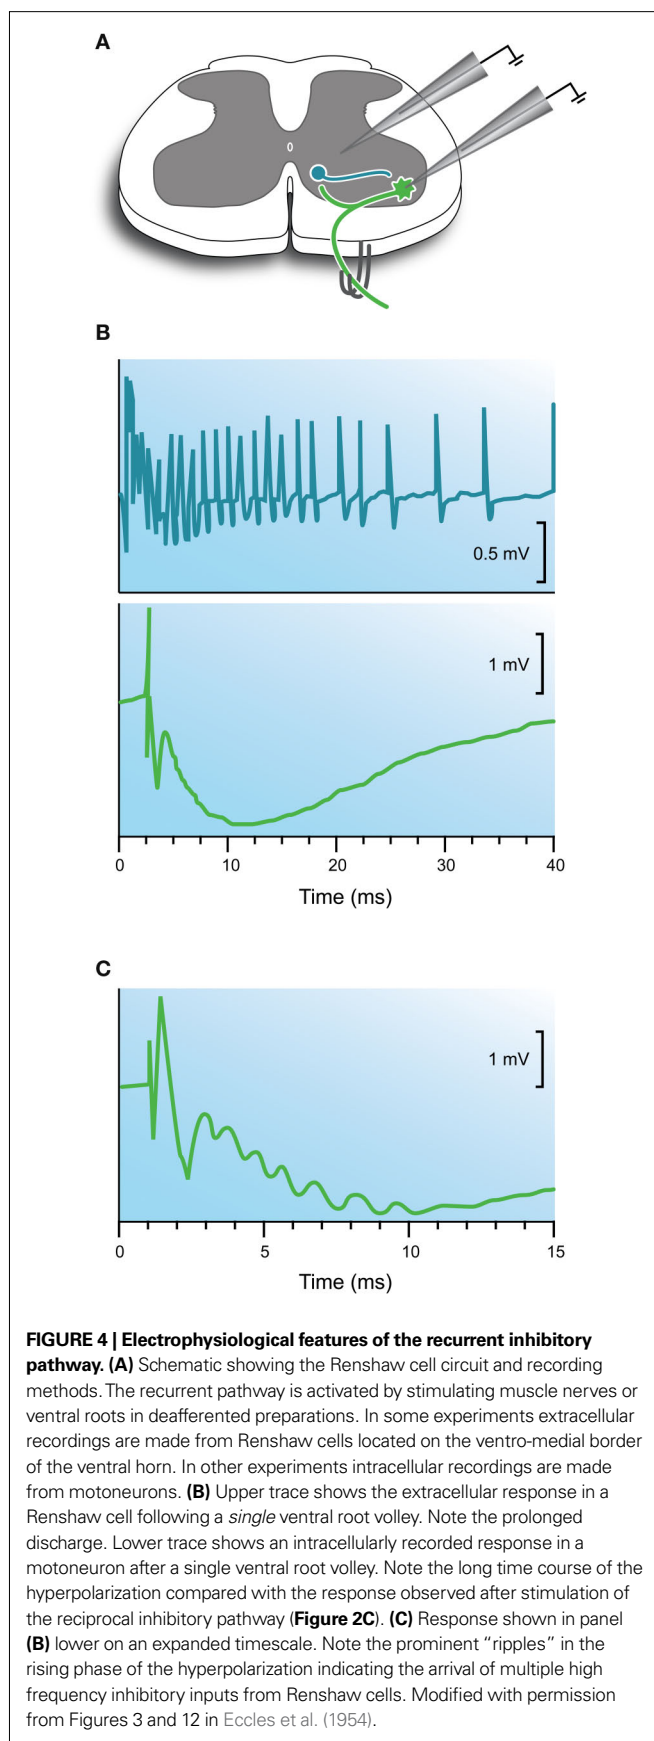 A
B
0.5 mV
1 mV
0 10 20 30 40
Time (ms)
C
1 mV
0 5 10 15
Time (ms)
FIGURE 4 | Electrophysiological features of the recurrent inhibitory
pathway. (A) Schematic showing the Renshaw cell circuit and recording
methods. The recurrent pathway is activated by stimulating muscle nerves or
ventral roots in deafferented preparations. In some experiments extracellular
recordings are made from Renshaw cells located on the ventro-medial border
of the ventral horn. In other experiments intracellular recordings are made
from motoneurons. (B) Upper trace shows the extracellular response in a
Renshaw cell following a single ventral root volley. Note the prolonged
discharge. Lower trace shows an intracellularly recorded response in a
motoneuron after a single ventral root volley. Note the long time course of the
hyperpolarization compared with the response observed after stimulation of
the reciprocal inhibitory pathway (Figure 2C). (C) Response shown in panel
(B) lower on an expanded timescale. Note the prominent “ripples” in the
rising phase of the hyperpolarization indicating the arrival of multiple high
frequency inhibitory inputs from Renshaw cells. Modified with permission
from Figures 3 and 12 in Eccles et al. (1954).